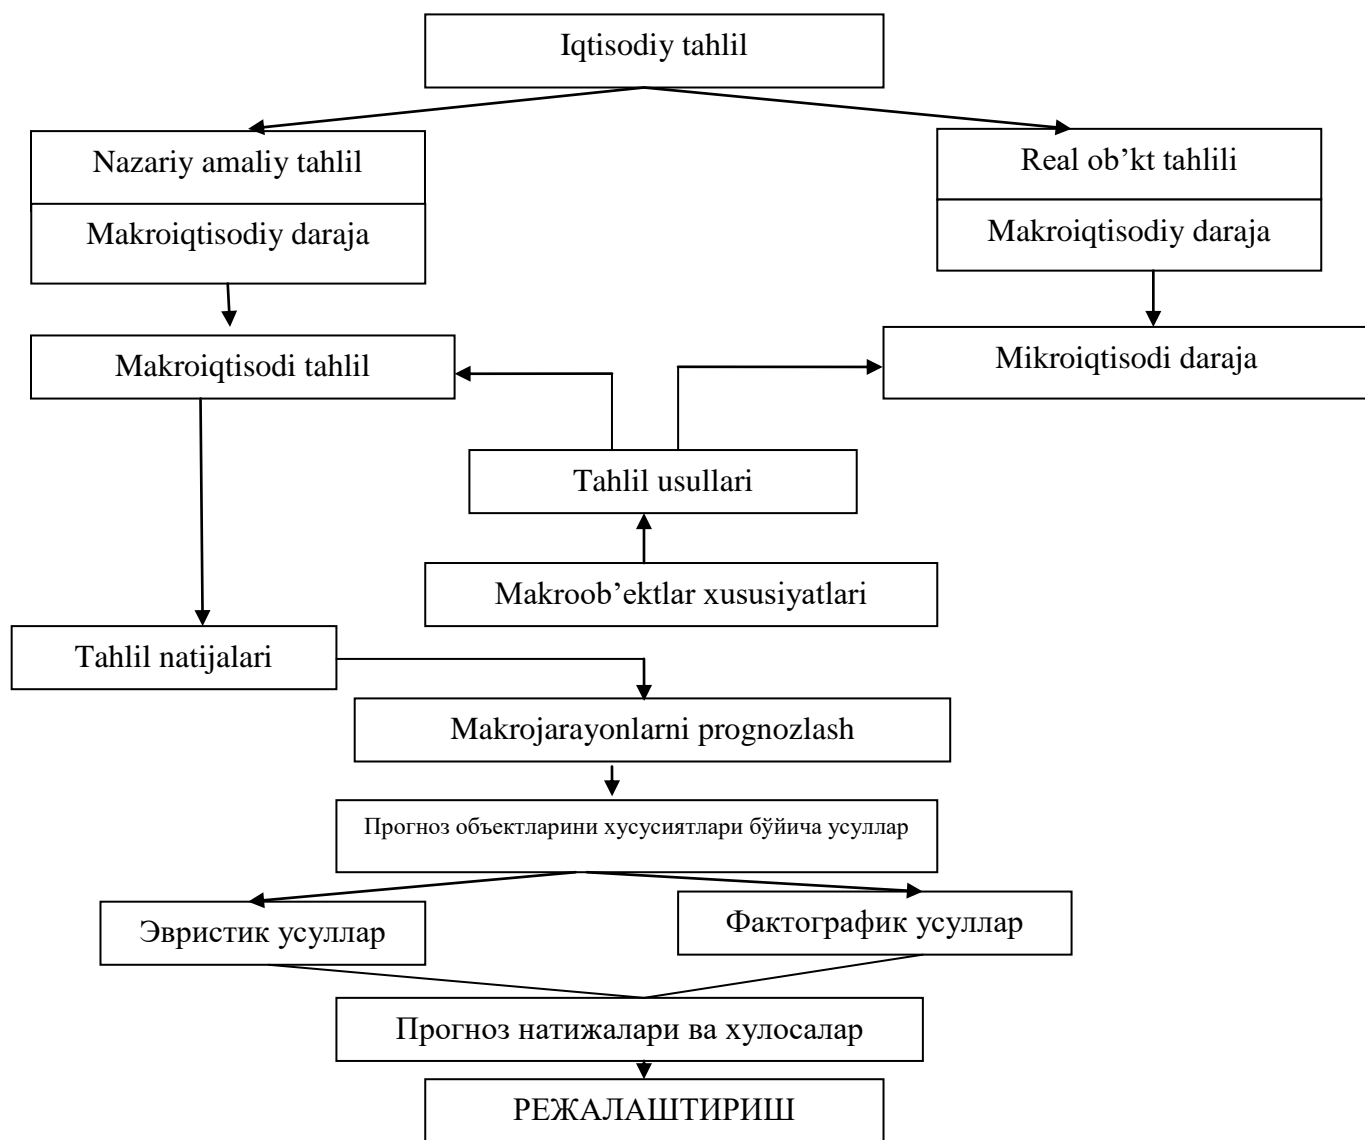 Iqtisodiy tahlil
Nazariy amaliy tahlil
Real ob’kt tahlili
Makroiqtisodiy daraja
Makroiqtisodiy daraja
Makroiqtisodi tahlil
Mikroiqtisodi daraja
Tahlil usullari
Makroob’ektlar xususiyatlari
Tahlil natijalari
Makrojarayonlarni prognozlash
Прогноз объектларини хусусиятлари бўйича усуллар
Эвристик усуллар
Фактографик усуллар
Прогноз натижалари ва хулосалар
РЕЖАЛАШТИРИШ